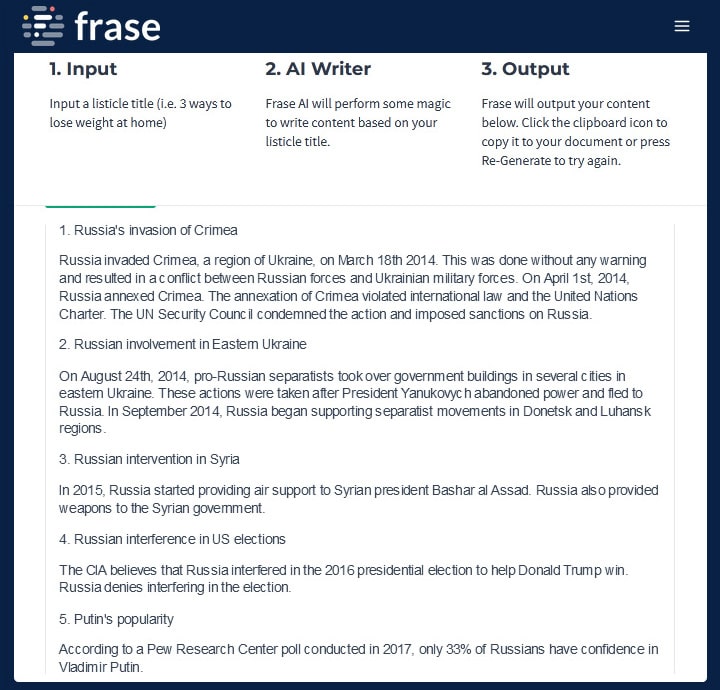 frase
1. Input
Input a listicle title (i.e. 3 ways to
lose weight at home)
2. AI Writer
Frase AI will perform some magic
to write content based on your
listicle title.
3. Output
Frase will output your content
below. Click the clipboard icon to
copy it to your document or press
Re-Generate to try again.
1. Russia's invasion of Crimea
Russia invaded Crimea, a region of Ukraine, on March 18th 2014. This was done without any warning
and resulted in a conflict between Russian forces and Ukrainian military forces. On April 1st, 2014,
Russia annexed Crimea. The annexation of Crimea violated international law and the United Nations
Charter. The UN Security Council condemned the action and imposed sanctions on Russia.
2. Russian involvement in Eastern Ukraine
On August 24th, 2014, pro-Russian separatists took over government buildings in several cities in
eastern Ukraine. These actions were taken after President Yanukovych abandoned power and fled to
Russia. In September 2014, Russia began supporting separatist movements in Donetsk and Luhansk
regions.
3. Russian intervention in Syria
In 2015, Russia started providing air support to Syrian president Bashar al Assad. Russia also provided
weapons to the Syrian government.
4. Russian interference in US elections
The CIA believes that Russia interfered in the 2016 presidential election to help Donald Trump win.
Russia denies interfering in the election.
5. Putin's popularity
According to a Pew Research Center poll conducted in 2017, only 33% of Russians have confidence in
Vladimir Putin.